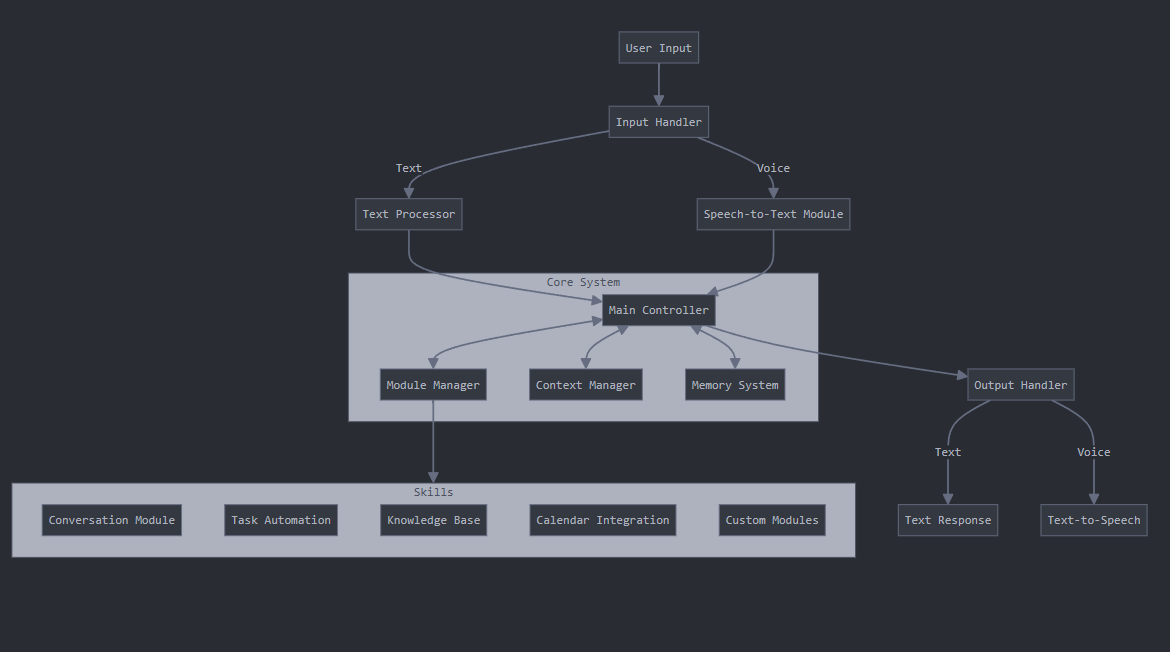 User Input
Input Handler
Text
Voice
Text Processor
Speech-to-Text Module
Core System
Main Controller
Module Manager
Context Manager
Memory System
Output Handler
Text
Voice
Skills
Conversation Module
Task Automation
Knowledge Base
Calendar Integration
Custom Modules
Text Response
Text-to-Speech